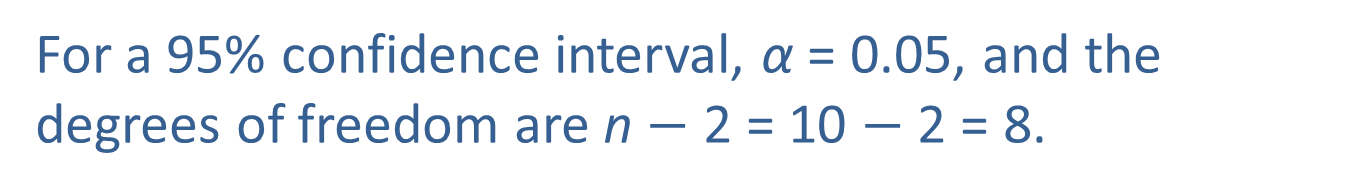 For a 95% confidence interval, α = 0.05, and the
degrees of freedom are n − 2 = 10 − 2 = 8.